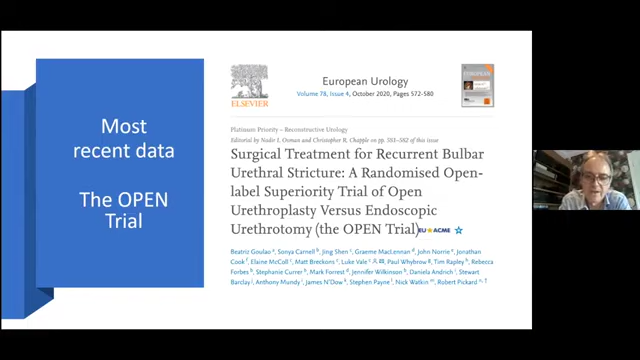 Most
recent data
The OPEN
Trial
ELSEVIER
European Urology
Volume 78, Issue 4, October 2020, Pages 572-580
Platinum Priority – Reconstructive Urology
Editorial by Nadir I. Osman and Christopher R. Chapple on pp. 581–582 of this issue
Surgical Treatment for Recurrent Bulbar
Urethral Stricture: A Randomised Open-
label Superiority Trial of Open
Urethroplasty Versus Endoscopic
Urethrotomy (the OPEN Trial) EU ACME
Beatriz Goulao a, Sonya Carnell b, Jing Shen c, Graeme MacLennan d, John Norrie e, Jonathan
Cook f, Elaine McColl c, Matt Breckons c, Luke Vale c, Paul Whybrow g, Tim Rapley h, Rebecca
Forbes b, Stephanie Currer b, Mark Forrest d, Jennifer Wilkinson b, Daniela Andrich i, Stewart
Barclay j, Anthony Mundy i, James N'Dow k, Stephen Payne l, Nick Watkin m, Robert Pickard